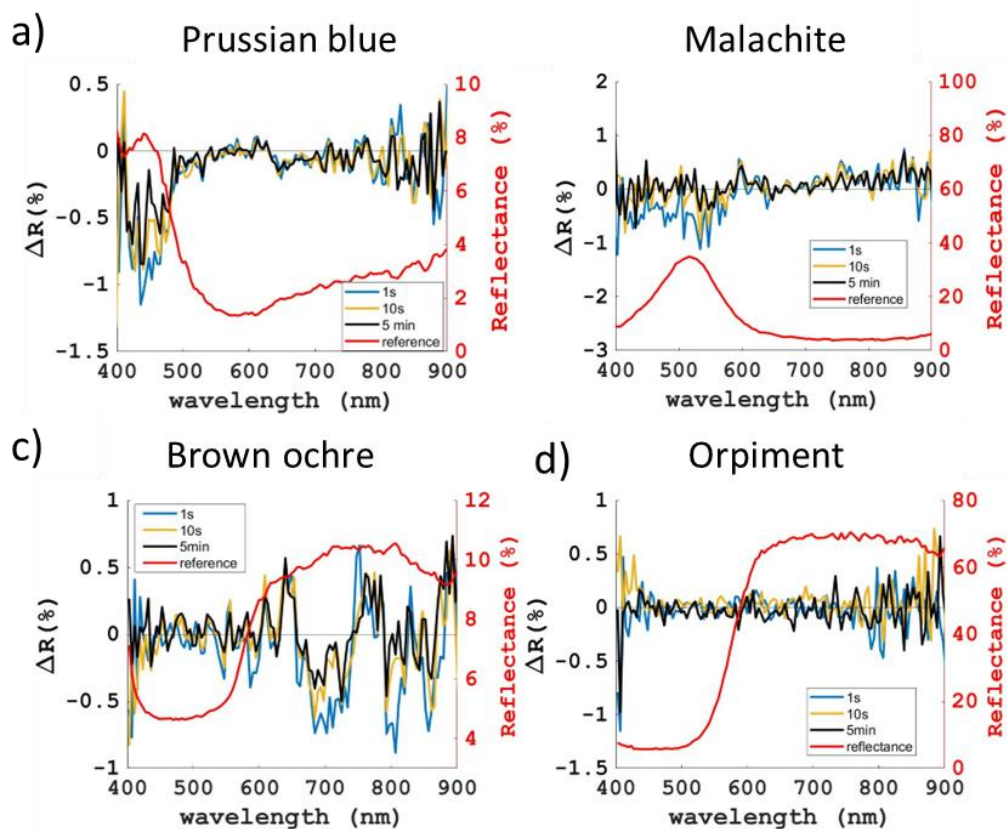 a)
Prussian blue
0.5
0
-0.5
-1
-1.5
ΔR(%)
10
8
6
4
2
0
Reflectance (%)
1s
10s
5 min
reference
400 500 600 700 800 900
wavelength (nm)
Malachite
2
1
0
-1
-2
-3
ΔR(%)
100
80
60
40
20
0
Reflectance (%)
1s
10s
5 min
reference
400 500 600 700 800 900
wavelength (nm)
c)
Brown ochre
1
0.5
0
-0.5
-1
ΔR(%)
12
10
8
6
4
Reflectance (%)
1s
10s
5min
reference
400 500 600 700 800 900
wavelength (nm)
d)
Orpiment
1
0.5
0
-0.5
-1
-1.5
ΔR(%)
80
60
40
20
0
Reflectance (%)
1s
10s
5min
reflectance
400 500 600 700 800 900
wavelength (nm)